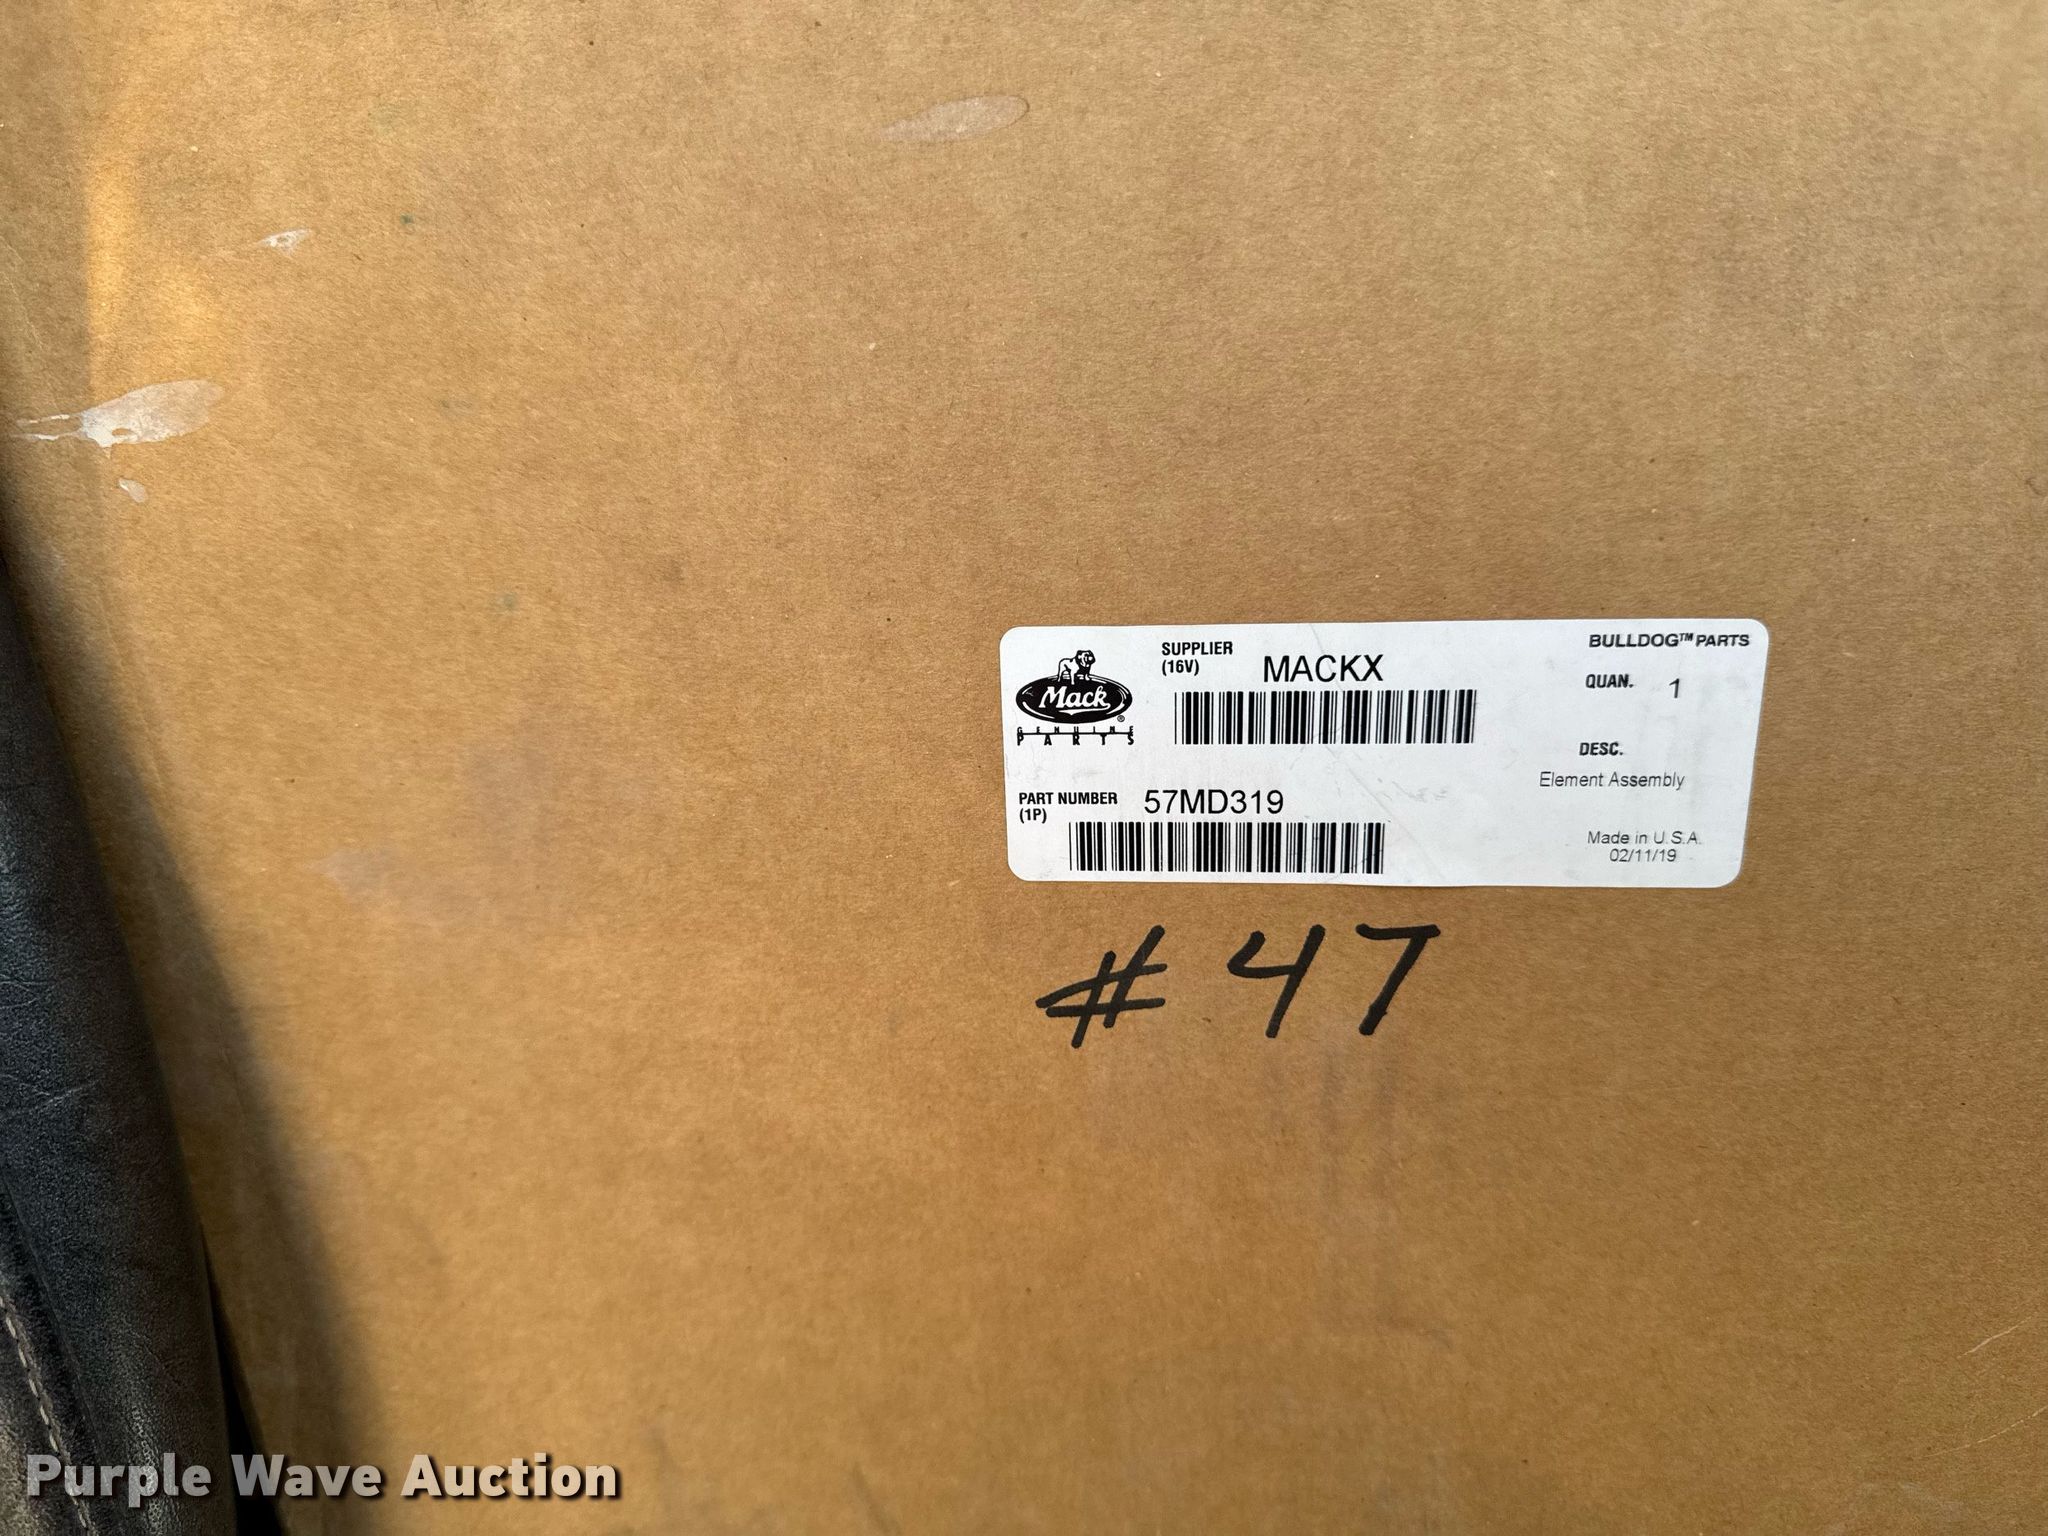 Mack
®
GENUINE
PARTS
SUPPLIER
(16V)
MACKX
BULLDOG™ PARTS
QUAN. 1
DESC.
Element Assembly
PART NUMBER
(1P)
57MD319
Made in U.S.A.
02/11/19
# 47
Purple Wave Auction